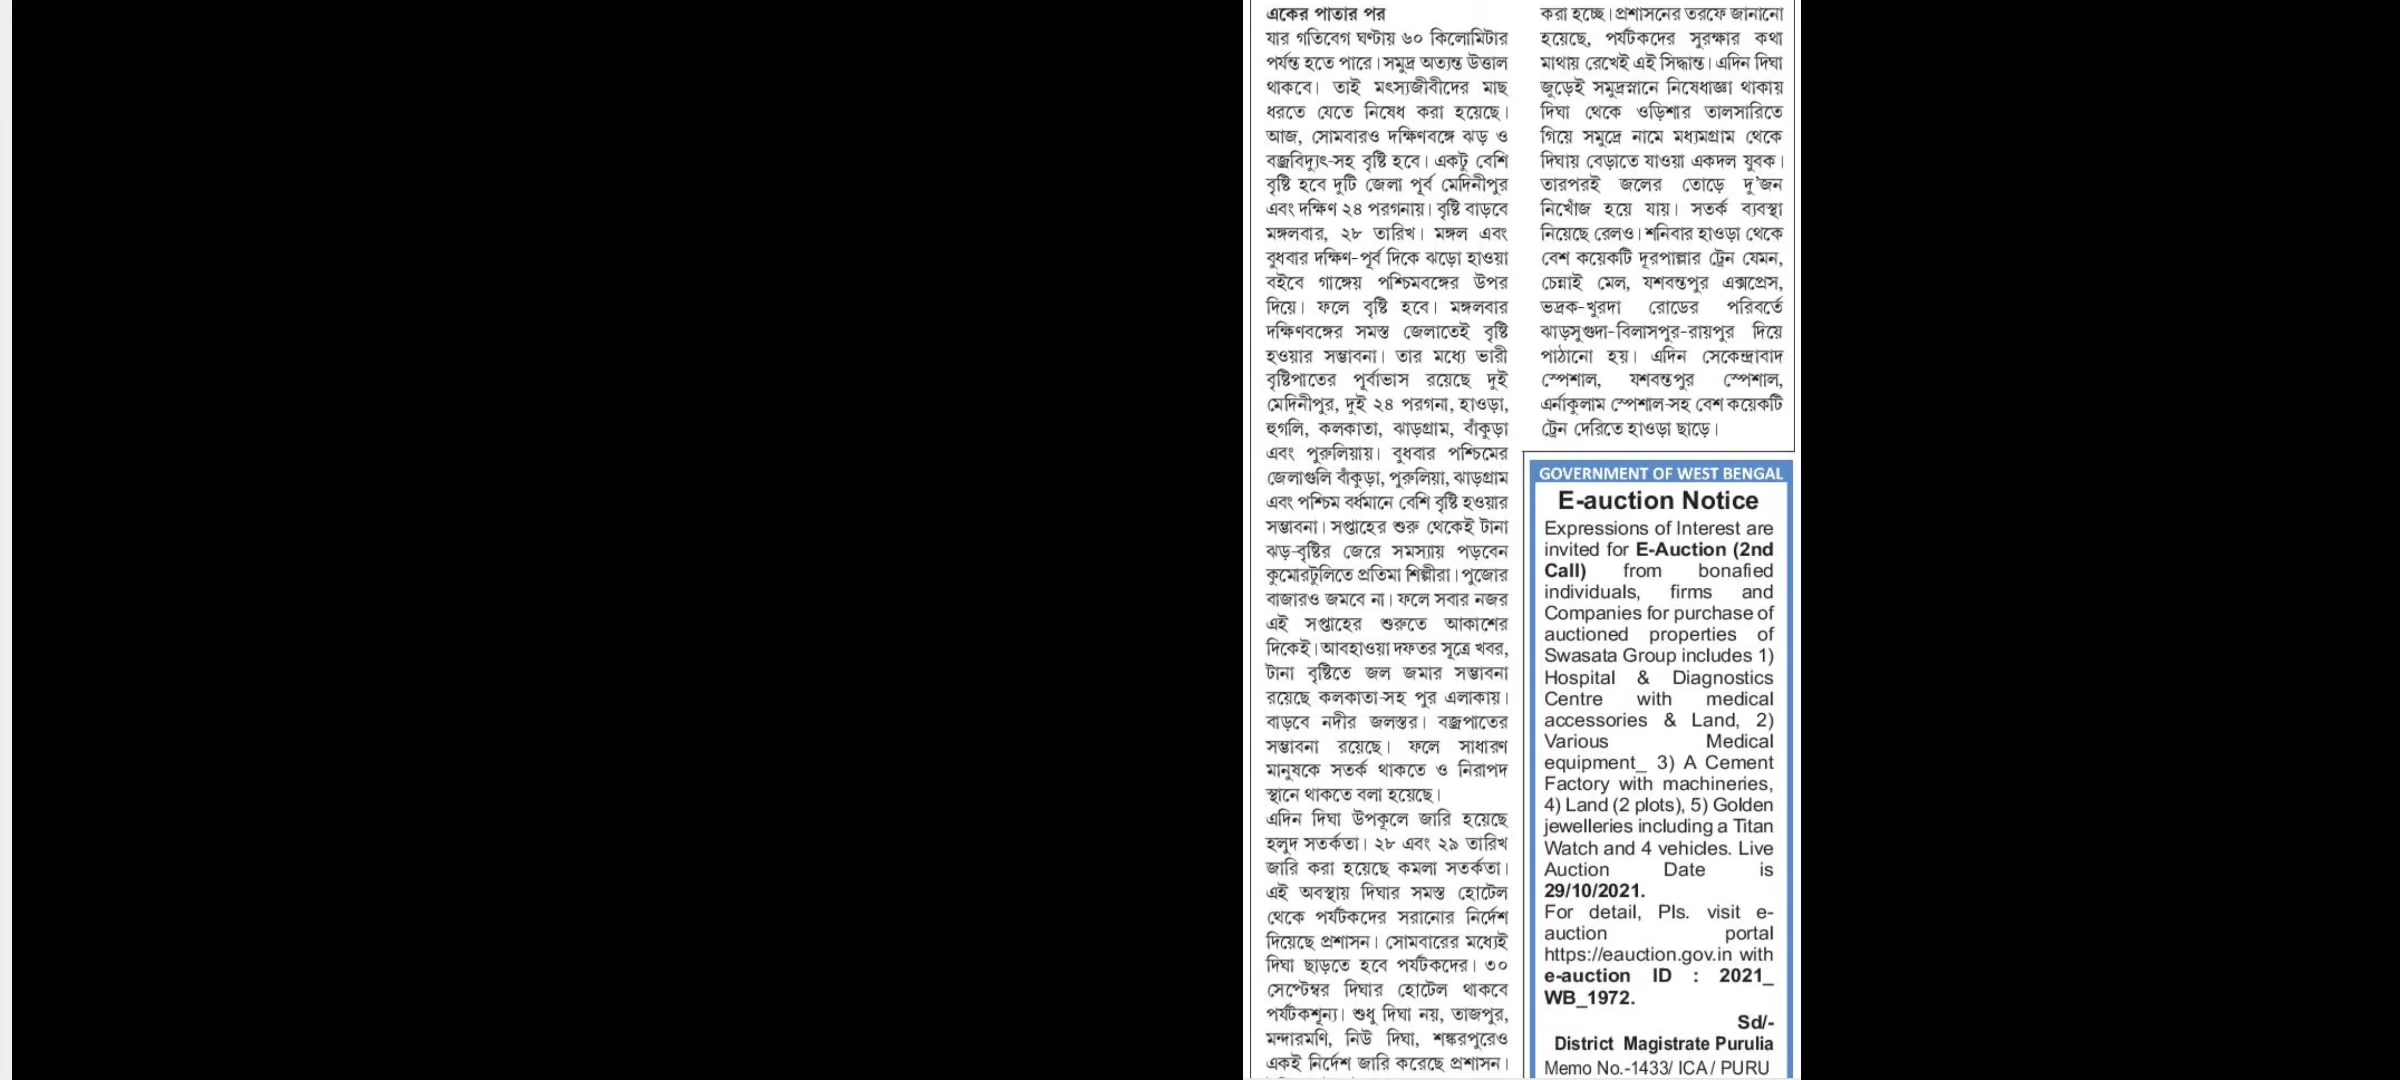 একের পাতার পর
যার গতিবেগ ঘণ্টায় ৬০ কিলোমিটার
পর্যন্ত হতে পারে। সমুদ্র অত্যন্ত উত্তাল
থাকবে। তাই মৎস্যজীবীদের মাছ
ধরতে যেতে নিষেধ করা হয়েছে।
আজ, সোমবারও দক্ষিণবঙ্গে ঝড় ও
বজ্রবিদ্যুৎ-সহ বৃষ্টি হবে। একটু বেশি
বৃষ্টি হবে দুটি জেলা পূর্ব মেদিনীপুর
এবং দক্ষিণ ২৪ পরগনায়। বৃষ্টি বাড়বে
মঙ্গলবার, ২৮ তারিখ। মঙ্গল এবং
বুধবার দক্ষিণ-পূর্ব দিকে ঝড়ো হাওয়া
বইবে গাঙ্গেয় পশ্চিমবঙ্গের উপর
দিয়ে। ফলে বৃষ্টি হবে। মঙ্গলবার
দক্ষিণবঙ্গের সমস্ত জেলাতেই বৃষ্টি
হওয়ার সম্ভাবনা। তার মধ্যে ভারী
বৃষ্টিপাতের পূর্বাভাস রয়েছে দুই
মেদিনীপুর, দুই ২৪ পরগনা, হাওড়া,
হুগলি, কলকাতা, ঝাড়গ্রাম, বাঁকুড়া
এবং পুরুলিয়ায়। বুধবার পশ্চিমের
জেলাগুলি বাঁকুড়া, পুরুলিয়া, ঝাড়গ্রাম
এবং পশ্চিম বর্ধমানে বেশি বৃষ্টি হওয়ার
সম্ভাবনা। সপ্তাহের শুরু থেকেই টানা
ঝড়-বৃষ্টির জেরে সমস্যায় পড়বেন
কুমোরটুলিতে প্রতিমা শিল্পীরা। পুজোর
বাজারও জমবে না। ফলে সবার নজর
এই সপ্তাহের শুরুতে আকাশের
দিকেই। আবহাওয়া দফতর সূত্রে খবর,
টানা বৃষ্টিতে জল জমার সম্ভাবনা
রয়েছে কলকাতা-সহ পুর এলাকায়।
বাড়বে নদীর জলস্তর। বজ্রপাতের
সম্ভাবনা রয়েছে। ফলে সাধারণ
মানুষকে সতর্ক থাকতে ও নিরাপদ
স্থানে থাকতে বলা হয়েছে।
এদিন দিঘা উপকূলে জারি হয়েছে
হলুদ সতর্কতা। ২৮ এবং ২৯ তারিখ
জারি করা হয়েছে কমলা সতর্কতা।
এই অবস্থায় দিঘার সমস্ত হোটেল
থেকে পর্যটকদের সরানোর নির্দেশ
দিয়েছে প্রশাসন। সোমবারের মধ্যেই
দিঘা ছাড়তে হবে পর্যটকদের। ৩০
সেপ্টেম্বর দিঘার হোটেল থাকবে
পর্যটকশূন্য। শুধু দিঘা নয়, তাজপুর,
মন্দারমণি, নিউ দিঘা, শঙ্করপুরেও
একই নির্দেশ জারি করেছে প্রশাসন।
করা হচ্ছে। প্রশাসনের তরফে জানানো
হয়েছে, পর্যটকদের সুরক্ষার কথা
মাথায় রেখেই এই সিদ্ধান্ত। এদিন দিঘা
জুড়েই সমুদ্রস্নানে নিষেধাজ্ঞা থাকায়
দিঘা থেকে ওড়িশার তালসারিতে
গিয়ে সমুদ্রে নামে মধ্যমগ্রাম থেকে
দিঘায় বেড়াতে যাওয়া একদল যুবক।
তারপরই জলের তোড়ে দু'জন
নিখোঁজ হয়ে যায়। সতর্ক ব্যবস্থা
নিয়েছে রেলও। শনিবার হাওড়া থেকে
বেশ কয়েকটি দূরপাল্লার ট্রেন যেমন,
চেন্নাই মেল, যশবন্তপুর এক্সপ্রেস,
ভদ্রক-খুরদা রোডের পরিবর্তে
ঝাড়সুগুদা-বিলাসপুর-রায়পুর দিয়ে
পাঠানো হয়। এদিন সেকেন্দ্রাবাদ
স্পেশাল, যশবন্তপুর স্পেশাল,
এর্নাকুলাম স্পেশাল-সহ বেশ কয়েকটি
ট্রেন দেরিতে হাওড়া ছাড়ে।
GOVERNMENT OF WEST BENGAL
E-auction Notice
Expressions of Interest are
invited for E-Auction (2nd
Call) from bonafied
individuals, firms and
Companies for purchase of
auctioned properties of
Swasata Group includes 1)
Hospital & Diagnostics
Centre with medical
accessories & Land, 2)
Various Medical
equipment_ 3) A Cement
Factory with machineries,
4) Land (2 plots), 5) Golden
jewelleries including a Titan
Watch and 4 vehicles. Live
Auction Date is
29/10/2021.
For detail, Pls. visit e-
auction portal
https://eauction.gov.in with
e-auction ID : 2021_
WB_1972.
Sd/-
District Magistrate Purulia
Memo No.-1433/ ICA / PURU